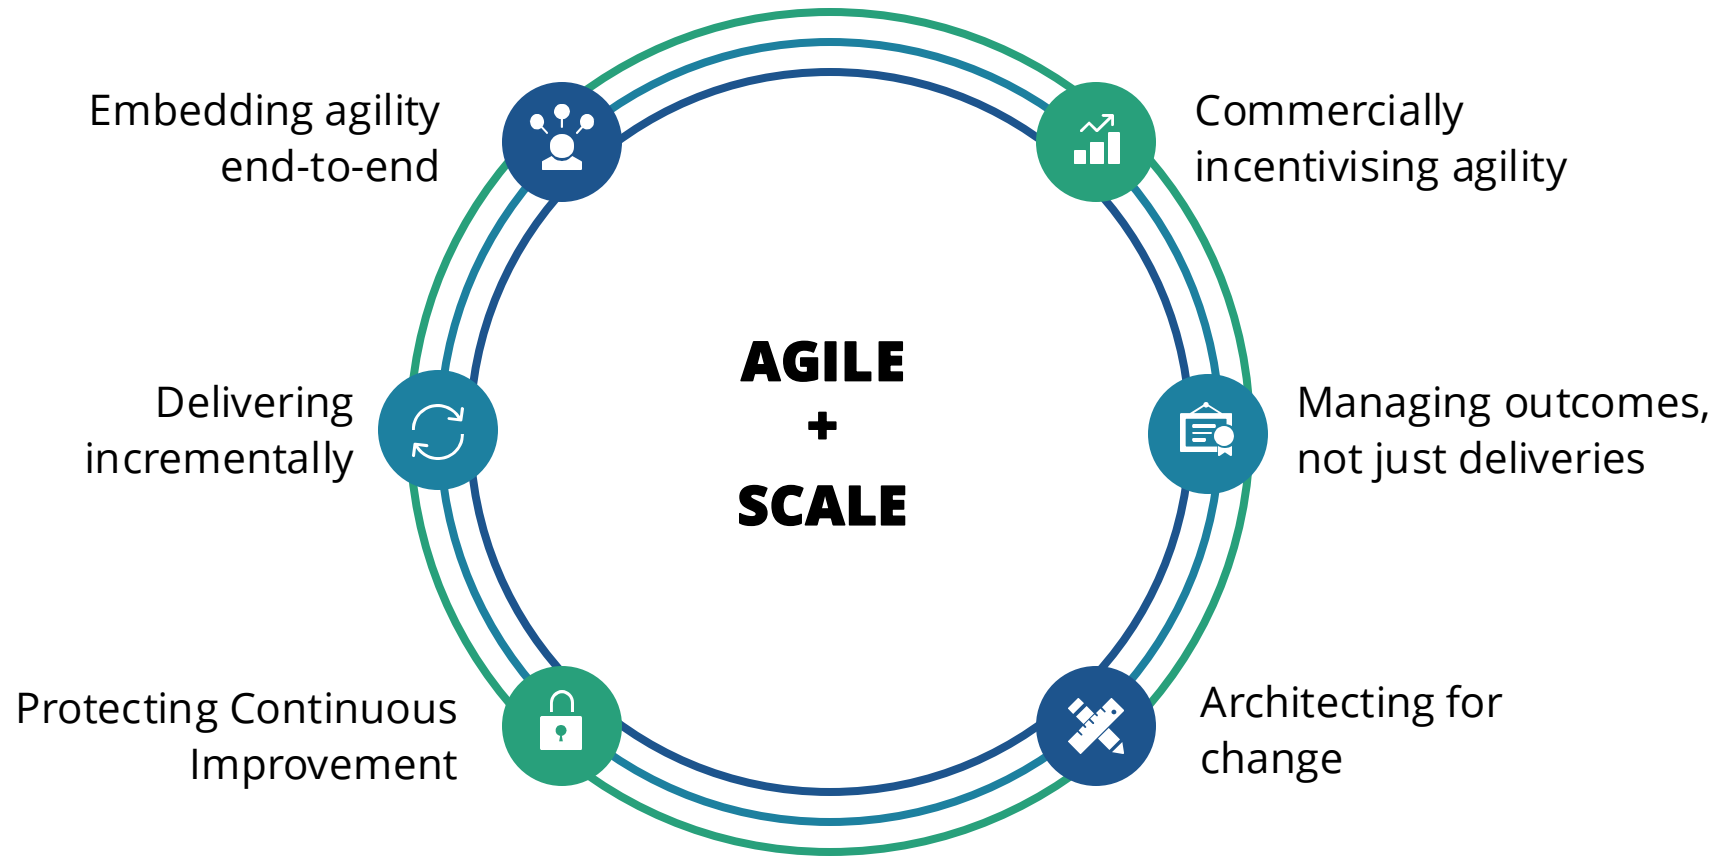 Embedding agility
end-to-end
Commercially
incentivising agility
AGILE
+
SCALE
Delivering
incrementally
Managing outcomes,
not just deliveries
Protecting Continuous
Improvement
Architecting for
change